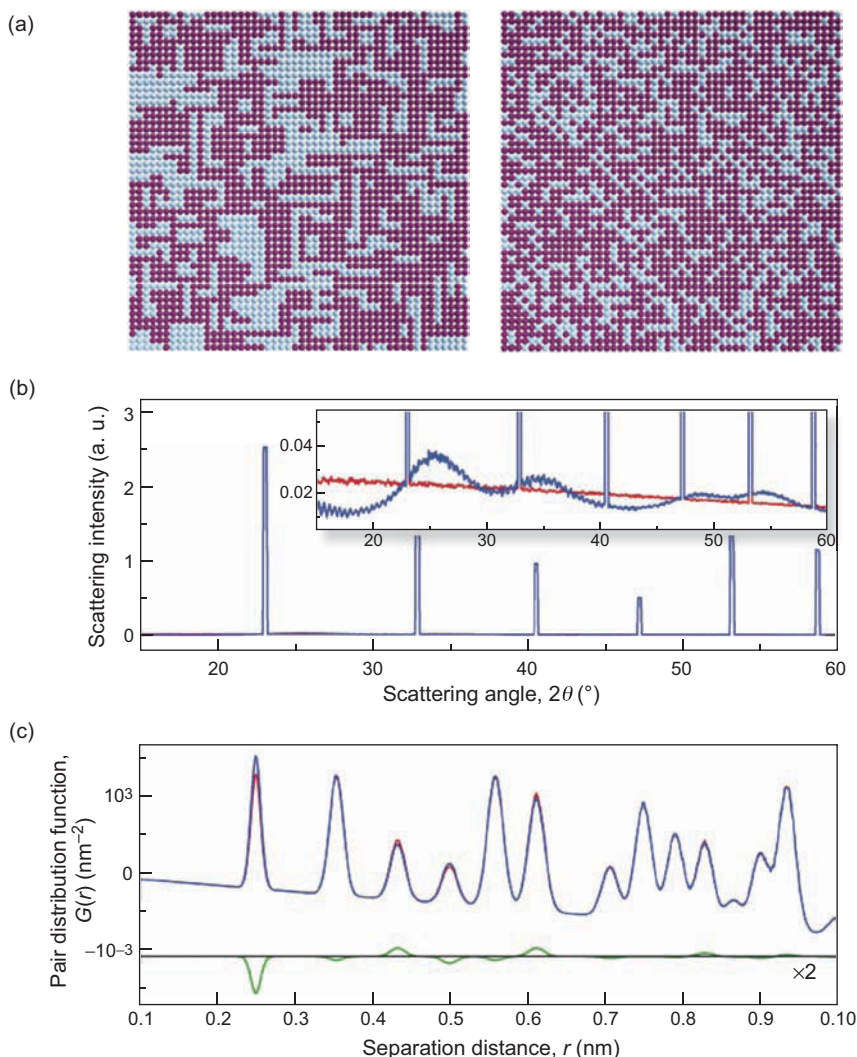 (a)
(b)
Scattering intensity (a. u.)
3
2
1
0
0.04
0.02
20 30 40 50 60
20 30 40 50 60
Scattering angle, 2θ (°)
(c)
Pair distribution function,
G(r) (nm⁻²)
10³
0
−10⁻³
×2
0.1 0.2 0.3 0.4 0.5 0.6 0.7 0.8 0.9 0.10
Separation distance, r (nm)